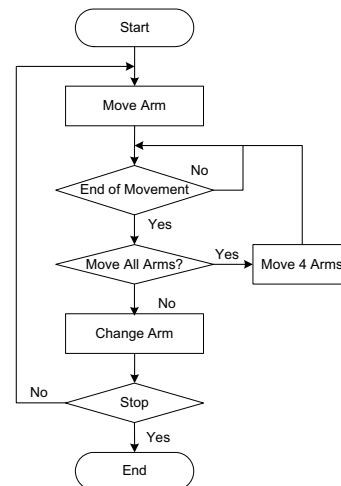 Start
Move Arm
No
End of Movement
Yes
Move All Arms?
Yes
Move 4 Arms
No
Change Arm
No
Stop
Yes
End